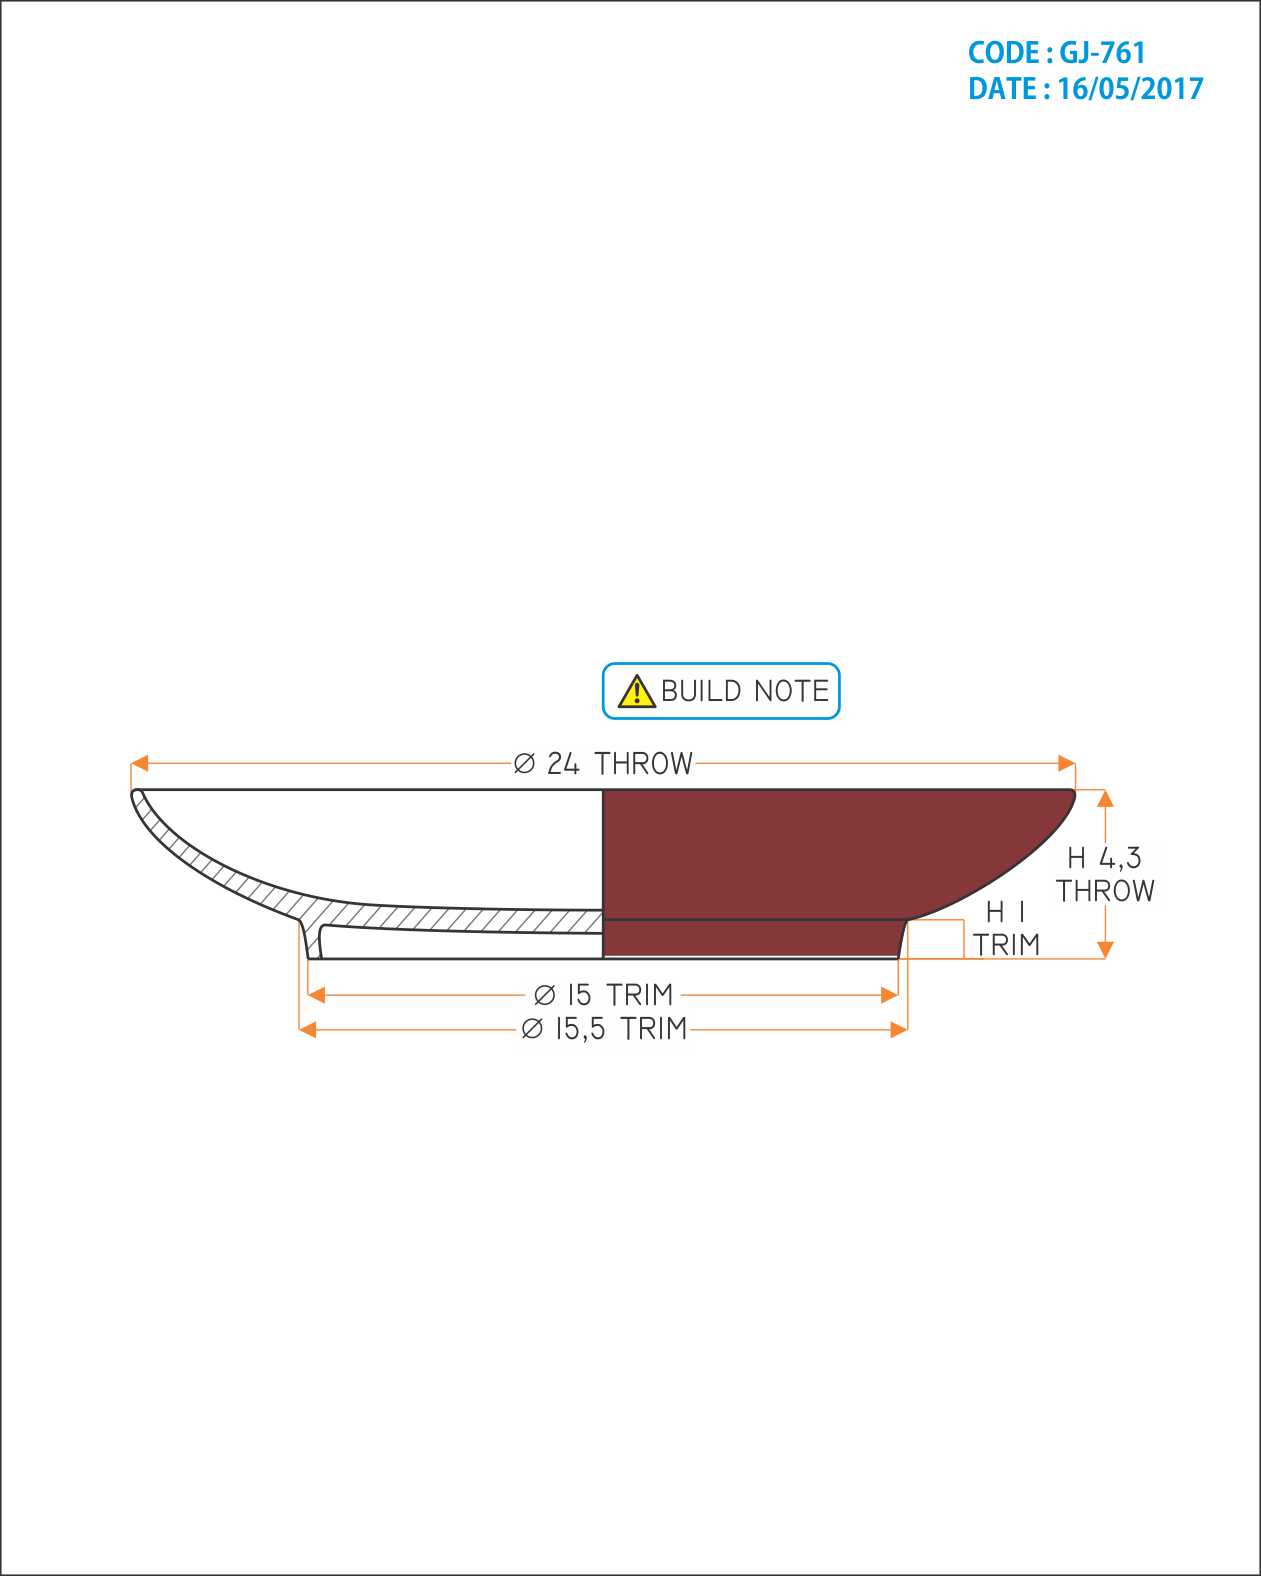 CODE : GJ-761
DATE : 16/05/2017
BUILD NOTE
Ø 24 THROW
H 4,3
THROW
H 1
TRIM
Ø 15 TRIM
Ø 15,5 TRIM